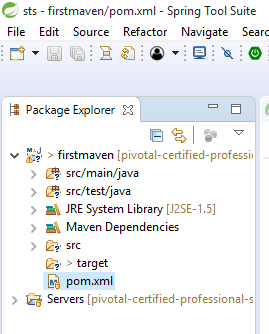 sts - firstmaven/pom.xml - Spring Tool Suite
File Edit Source Refactor Navigate Searc
Package Explorer
> firstmaven [pivotal-certified-professi
src/main/java
src/test/java
JRE System Library [J2SE-1.5]
Maven Dependencies
src
> target
pom.xml
Servers [pivotal-certified-professional-s